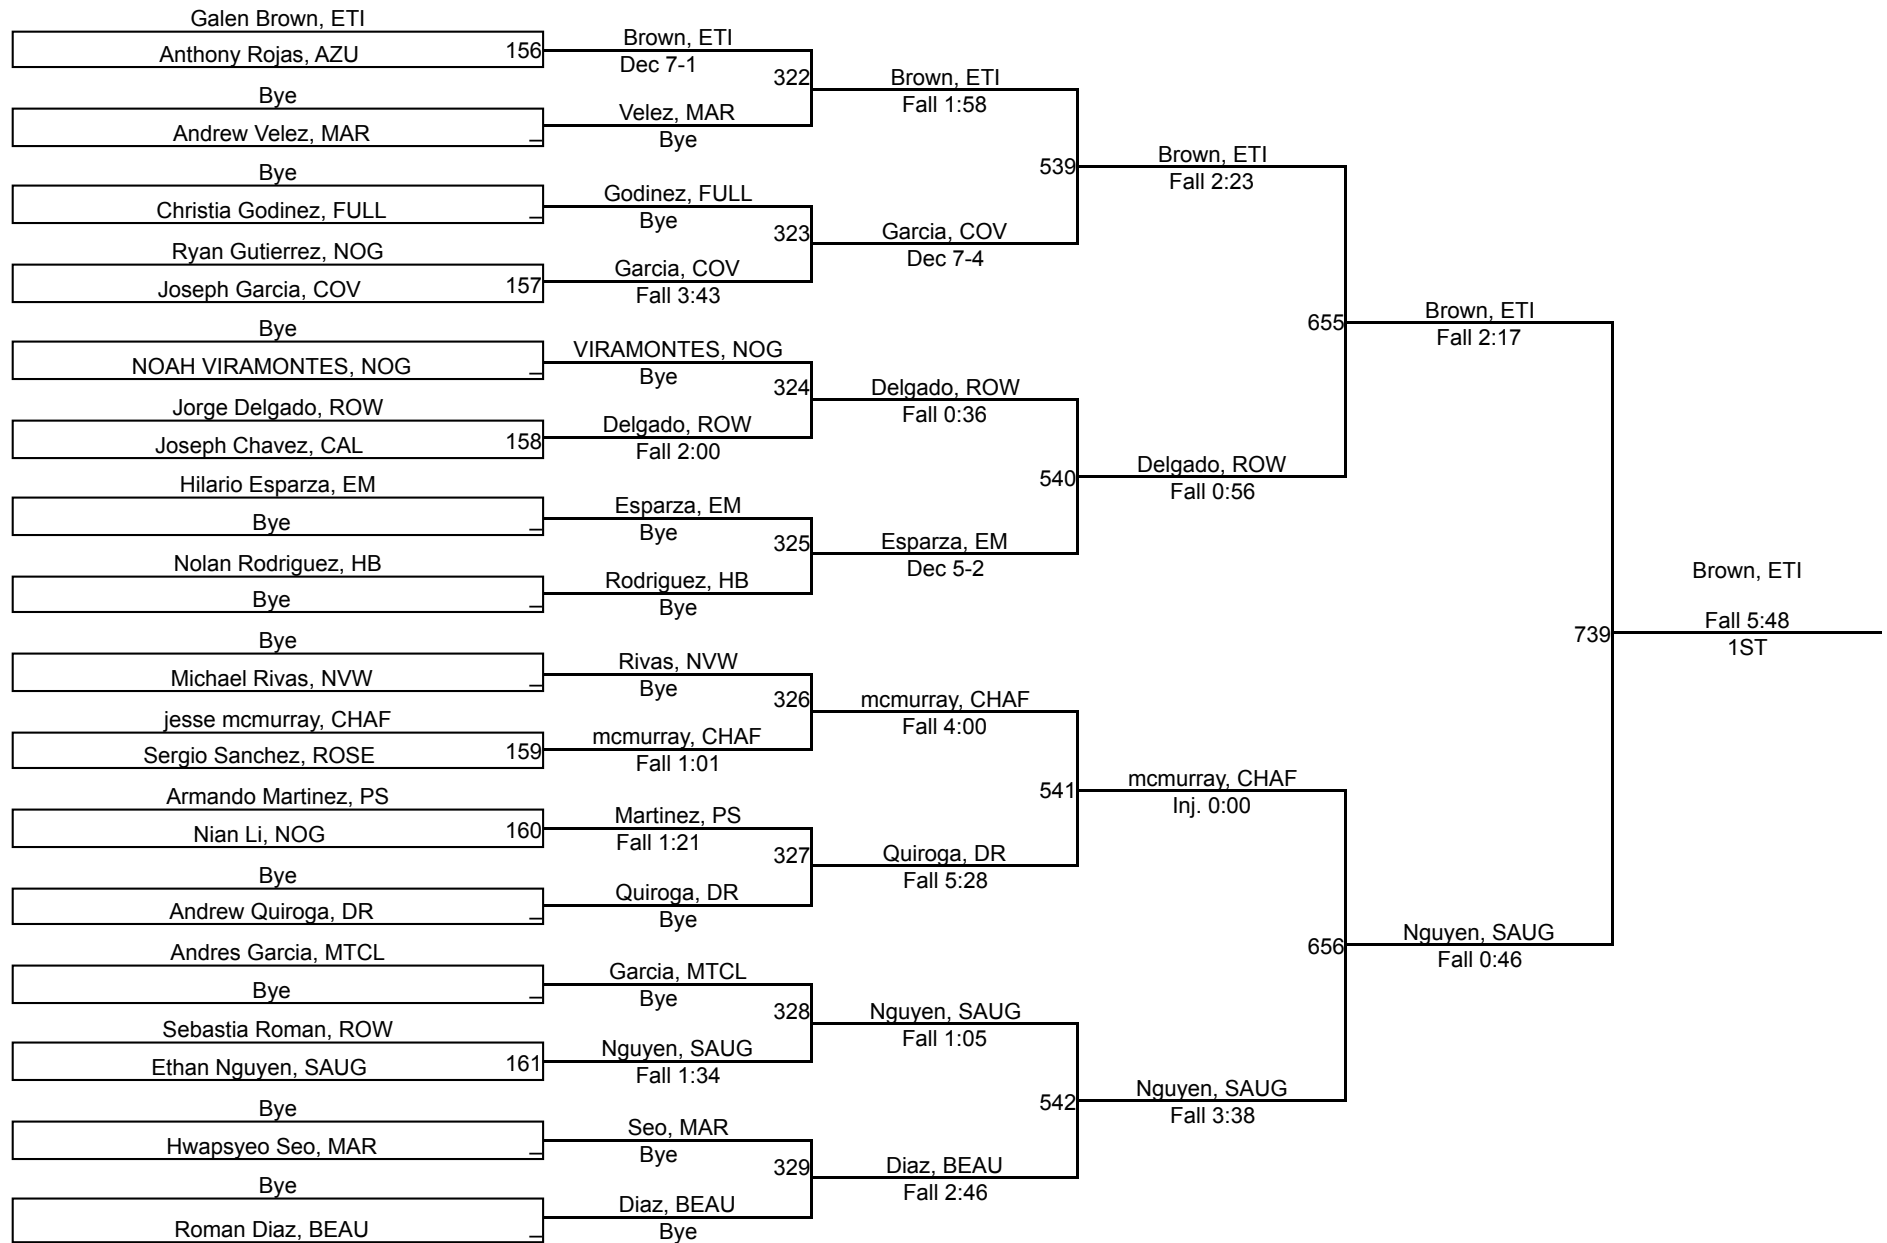 Galen Brown, ETI
Anthony Rojas, AZU 156
Bye
Andrew Velez, MAR _
Bye
Christia Godinez, FULL _
Ryan Gutierrez, NOG
Joseph Garcia, COV 157
Bye
NOAH VIRAMONTES, NOG _
Jorge Delgado, ROW
Joseph Chavez, CAL 158
Hilario Esparza, EM
Bye _
Nolan Rodriguez, HB
Bye _
Bye
Michael Rivas, NVW _
jesse mcmurray, CHAF
Sergio Sanchez, ROSE 159
Armando Martinez, PS
Nian Li, NOG 160
Bye
Andrew Quiroga, DR _
Andres Garcia, MTCL
Bye _
Sebastia Roman, ROW
Ethan Nguyen, SAUG 161
Bye
Hwapsyeo Seo, MAR _
Bye
Roman Diaz, BEAU _
Brown, ETI
Dec 7-1
322
Velez, MAR
Bye
Godinez, FULL
Bye
323
Garcia, COV
Fall 3:43
VIRAMONTES, NOG
Bye
324
Delgado, ROW
Fall 2:00
Esparza, EM
Bye
325
Rodriguez, HB
Bye
Rivas, NVW
Bye
326
mcmurray, CHAF
Fall 1:01
Martinez, PS
Fall 1:21
327
Quiroga, DR
Bye
Garcia, MTCL
Bye
328
Nguyen, SAUG
Fall 1:34
Seo, MAR
Bye
329
Diaz, BEAU
Bye
Brown, ETI
Fall 1:58
539
Garcia, COV
Dec 7-4
Delgado, ROW
Fall 0:36
540
Esparza, EM
Dec 5-2
mcmurray, CHAF
Fall 4:00
541
Quiroga, DR
Fall 5:28
Nguyen, SAUG
Fall 1:05
542
Diaz, BEAU
Fall 2:46
Brown, ETI
Fall 2:23
655
Delgado, ROW
Fall 0:56
mcmurray, CHAF
Inj. 0:00
656
Nguyen, SAUG
Fall 3:38
Brown, ETI
Fall 2:17
739
Nguyen, SAUG
Fall 0:46
Brown, ETI
Fall 5:48
1ST